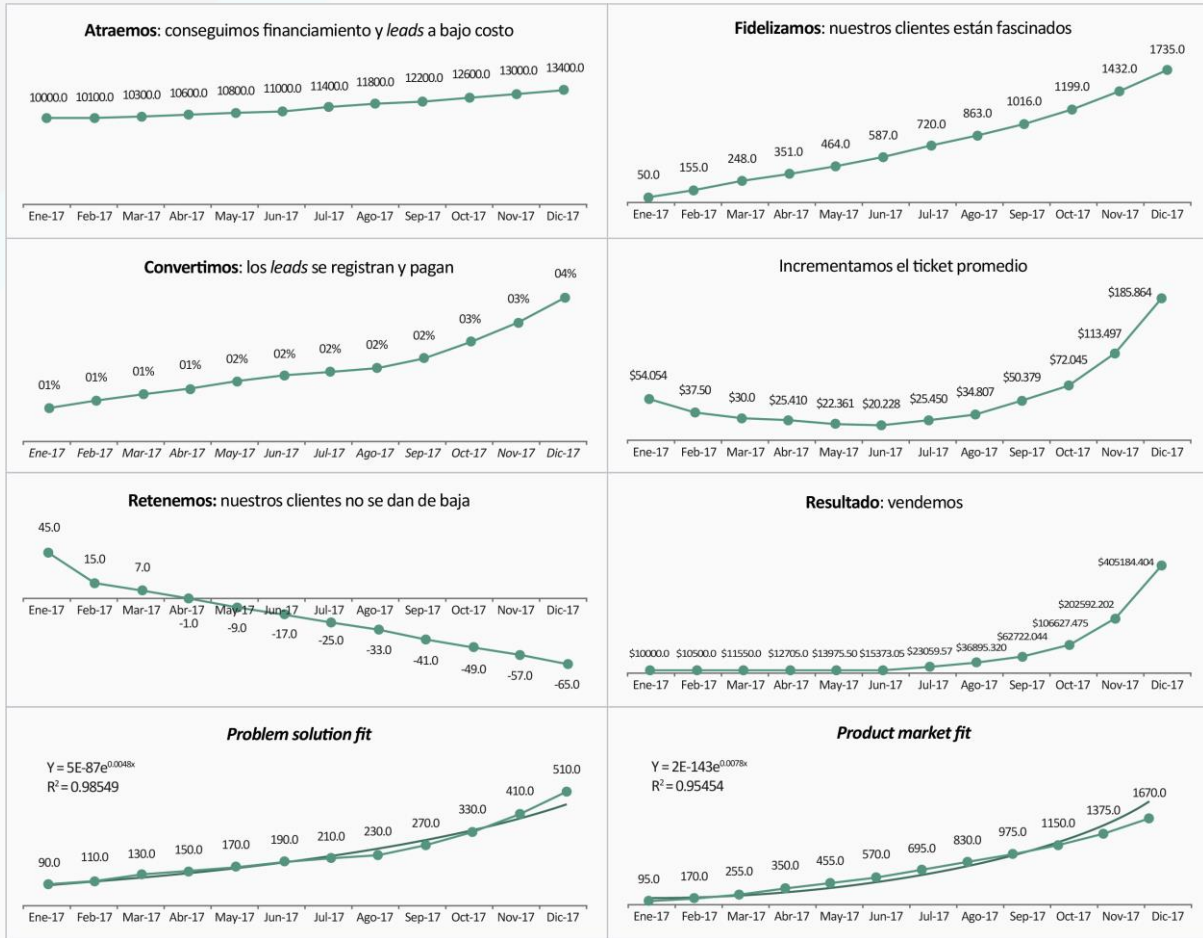 Atraemos: conseguimos financiamiento y leads a bajo costo
10000.0 10100.0 10300.0 10600.0 10800.0 11000.0 11400.0 11800.0 12200.0 12600.0 13000.0 13400.0
Ene-17 Feb-17 Mar-17 Abr-17 May-17 Jun-17 Jul-17 Ago-17 Sep-17 Oct-17 Nov-17 Dic-17
Fidelizamos: nuestros clientes están fascinados
50.0 155.0 248.0 351.0 464.0 587.0 720.0 863.0 1016.0 1199.0 1432.0 1735.0
Ene-17 Feb-17 Mar-17 Abr-17 May-17 Jun-17 Jul-17 Ago-17 Sep-17 Oct-17 Nov-17 Dic-17
Convertimos: los leads se registran y pagan
01% 01% 01% 01% 02% 02% 02% 02% 02% 03% 03% 04%
Ene-17 Feb-17 Mar-17 Abr-17 May-17 Jun-17 Jul-17 Ago-17 Sep-17 Oct-17 Nov-17 Dic-17
Incrementamos el ticket promedio
$54.054 $37.50 $30.0 $25.410 $22.361 $20.228 $25.450 $34.807 $50.379 $72.045 $113.497 $185.864
Ene-17 Feb-17 Mar-17 Abr-17 May-17 Jun-17 Jul-17 Ago-17 Sep-17 Oct-17 Nov-17 Dic-17
Retenemos: nuestros clientes no se dan de baja
45.0 15.0 7.0 -1.0 -9.0 -17.0 -25.0 -33.0 -41.0 -49.0 -57.0 -65.0
Ene-17 Feb-17 Mar-17 Abr-17 May-17 Jun-17 Jul-17 Ago-17 Sep-17 Oct-17 Nov-17 Dic-17
Resultado: vendemos
$10000.0 $10500.0 $11550.0 $12705.0 $13975.50 $15373.05 $23059.57 $36895.320 $62722.044 $106627.475 $202592.202 $405184.404
Ene-17 Feb-17 Mar-17 Abr-17 May-17 Jun-17 Jul-17 Ago-17 Sep-17 Oct-17 Nov-17 Dic-17
Problem solution fit
Y = 5E-87e^0.0048x
R² = 0.98549
90.0 110.0 130.0 150.0 170.0 190.0 210.0 230.0 270.0 330.0 410.0 510.0
Ene-17 Feb-17 Mar-17 Abr-17 May-17 Jun-17 Jul-17 Ago-17 Sep-17 Oct-17 Nov-17 Dic-17
Product market fit
Y = 2E-143e^0.0078x
R² = 0.95454
95.0 170.0 255.0 350.0 455.0 570.0 695.0 830.0 975.0 1150.0 1375.0 1670.0
Ene-17 Feb-17 Mar-17 Abr-17 May-17 Jun-17 Jul-17 Ago-17 Sep-17 Oct-17 Nov-17 Dic-17